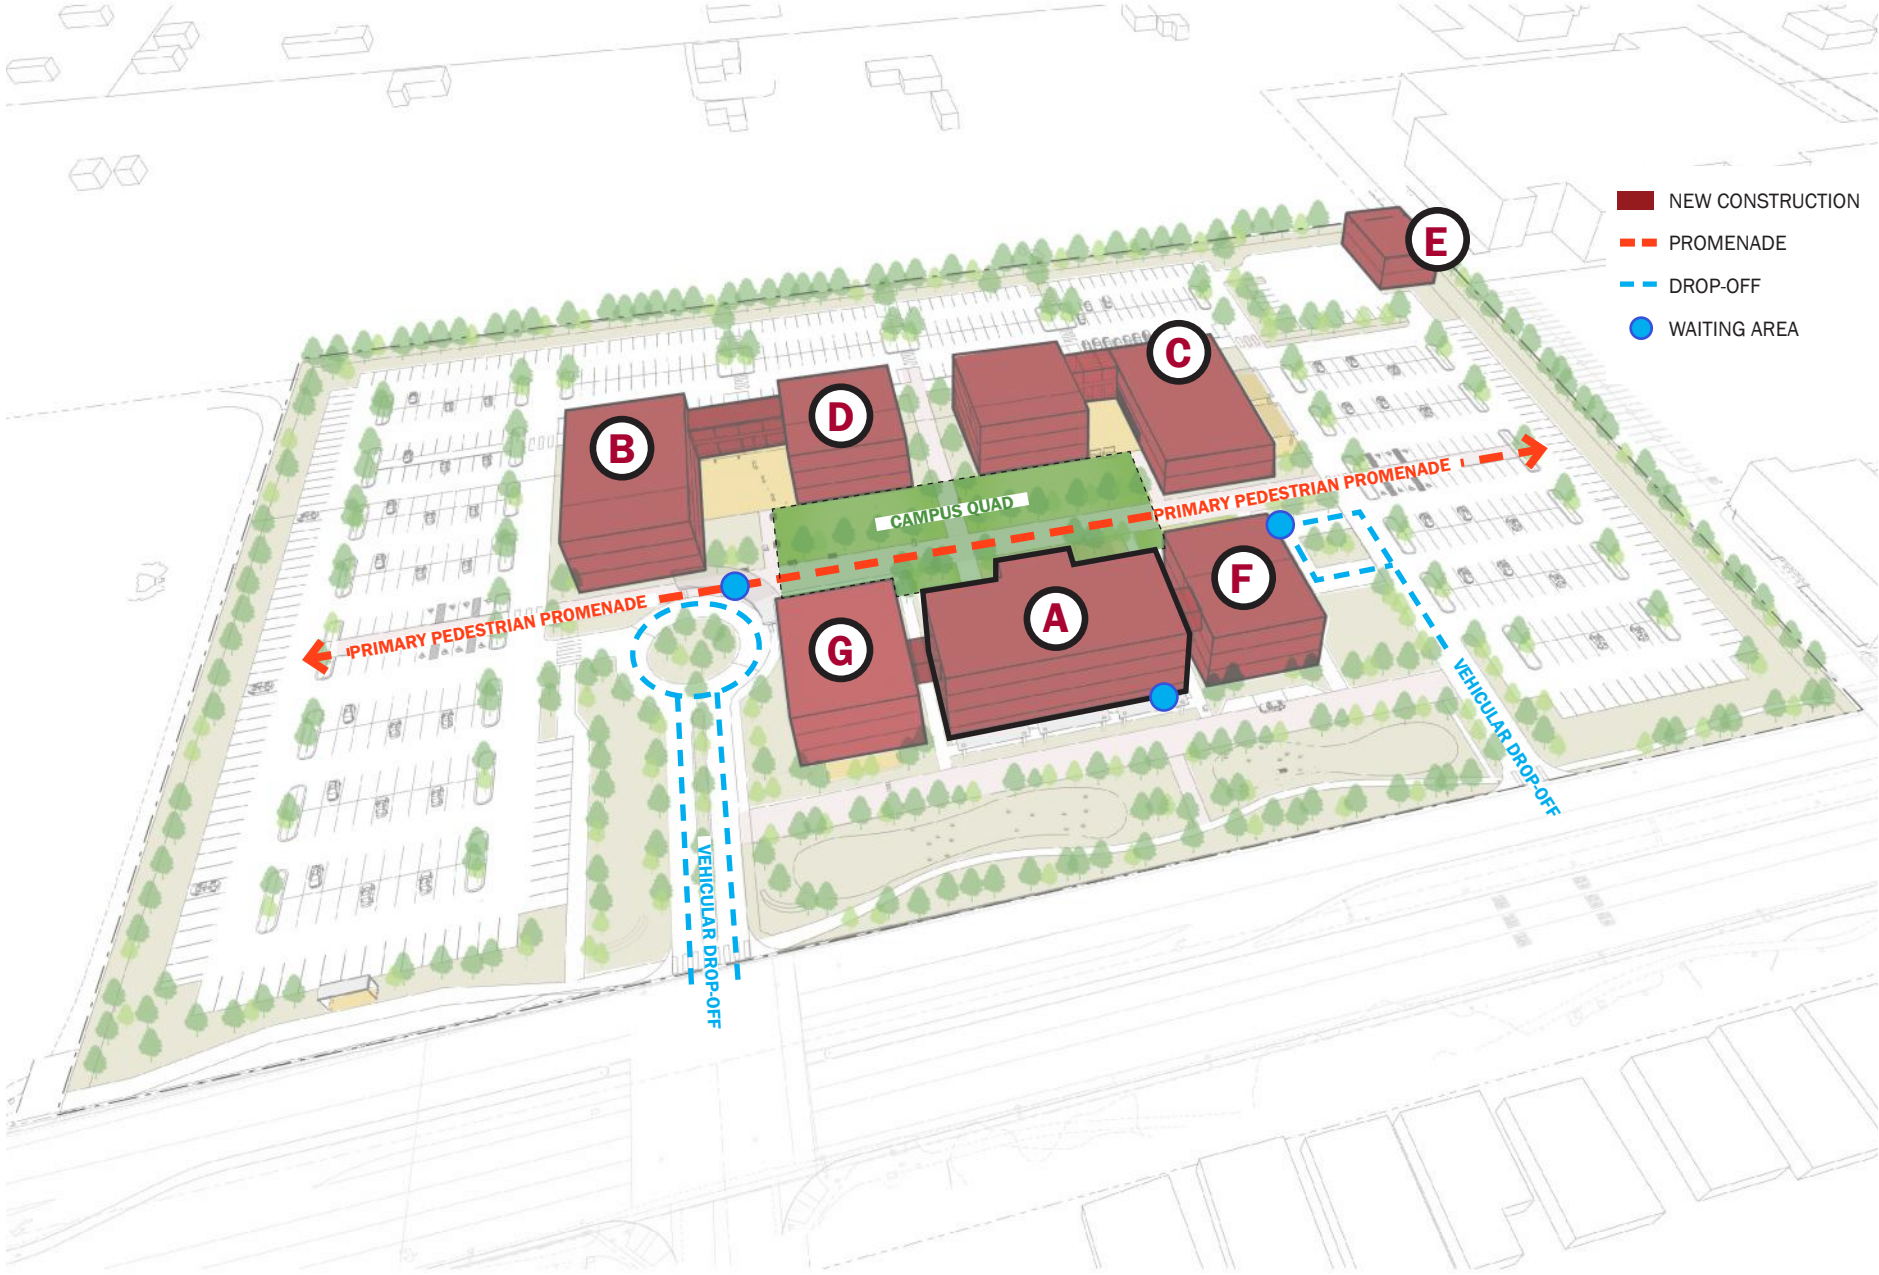 NEW CONSTRUCTION
PROMENADE
DROP-OFF
WAITING AREA
E
C
D
B
CAMPUS QUAD
PRIMARY PEDESTRIAN PROMENADE
PRIMARY PEDESTRIAN PROMENADE
F
A
G
VEHICULAR DROP-OFF
VEHICULAR DROP-OFF